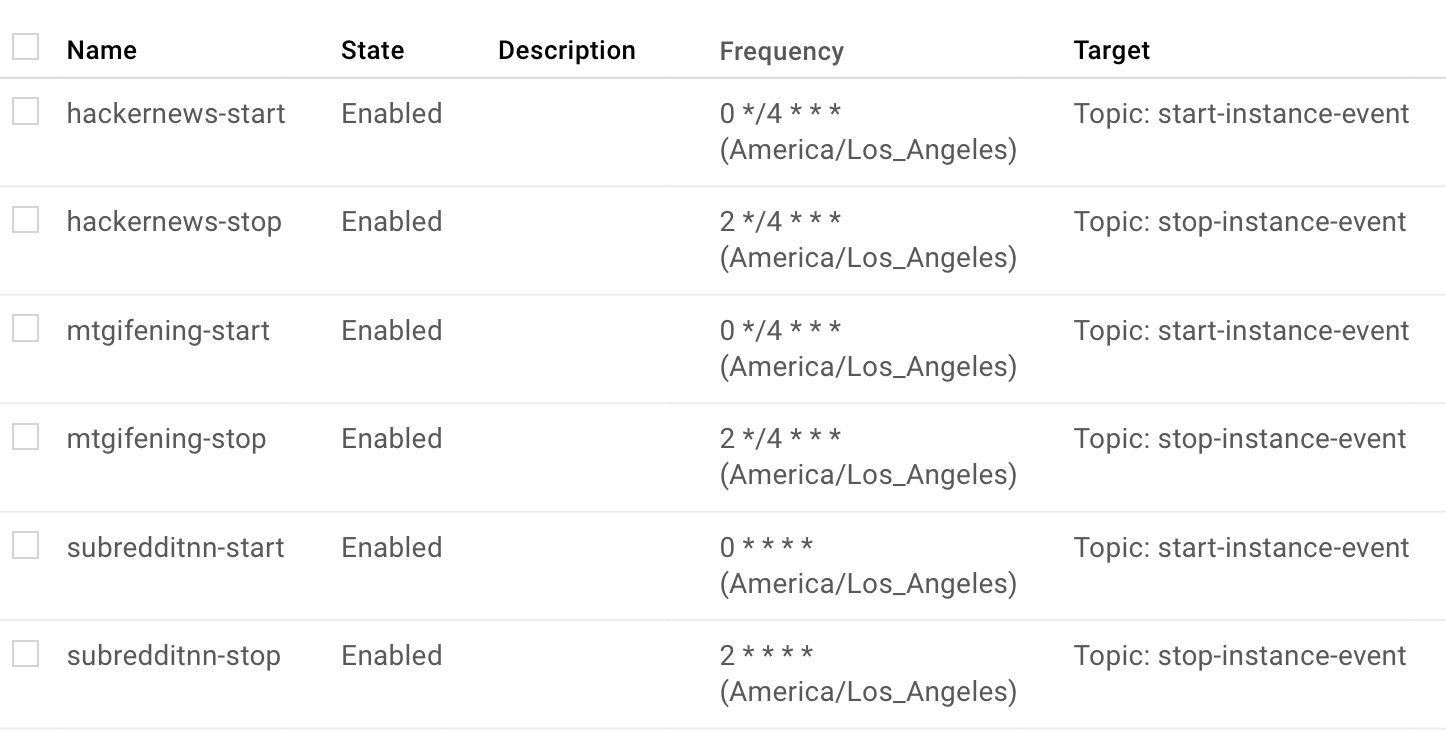 Name State Description Frequency Target
hackernews-start Enabled 0 */4 * * * Topic: start-instance-event
(America/Los_Angeles)
hackernews-stop Enabled 2 */4 * * * Topic: stop-instance-event
(America/Los_Angeles)
mtgifening-start Enabled 0 */4 * * * Topic: start-instance-event
(America/Los_Angeles)
mtgifening-stop Enabled 2 */4 * * * Topic: stop-instance-event
(America/Los_Angeles)
subredditnn-start Enabled 0 * * * * Topic: start-instance-event
(America/Los_Angeles)
subredditnn-stop Enabled 2 * * * * Topic: stop-instance-event
(America/Los_Angeles)